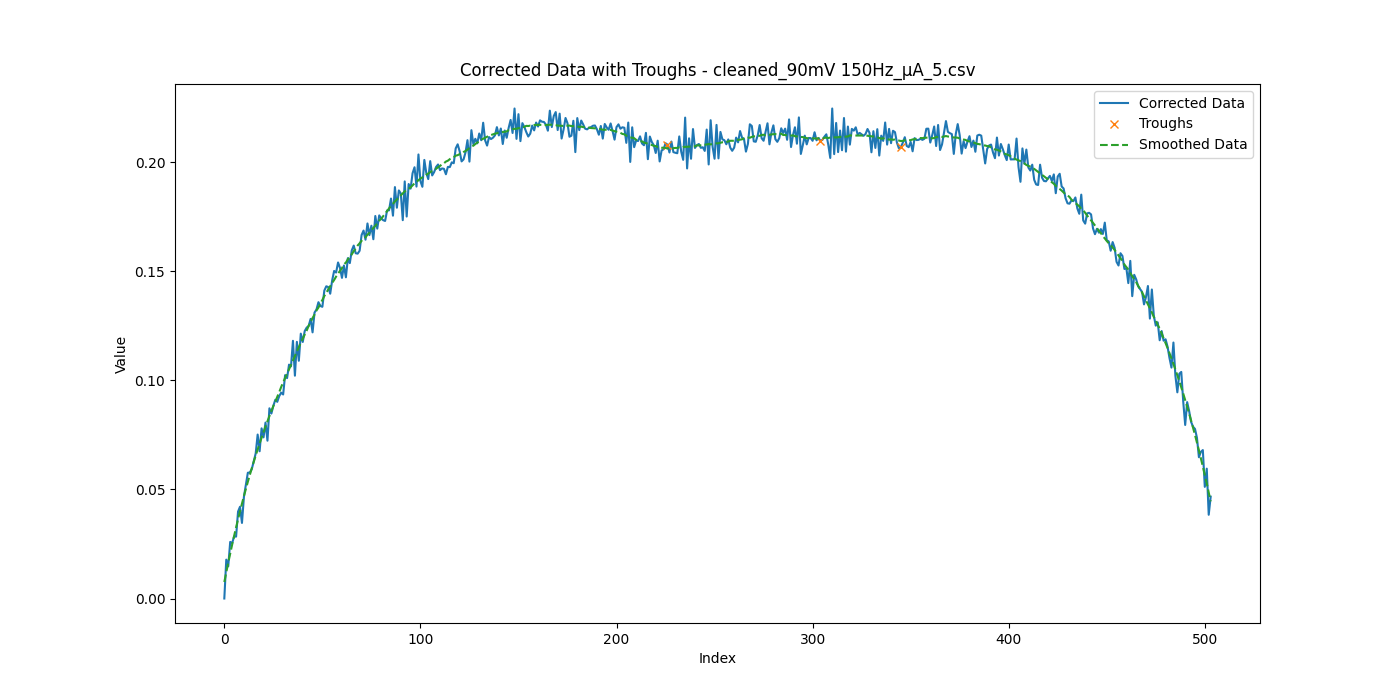 Corrected Data with Troughs - cleaned_90mV 150Hz_μA_5.csv
Corrected Data
Troughs
Smoothed Data
Value
0.20
0.15
0.10
0.05
0.00
0 100 200 300 400 500
Index